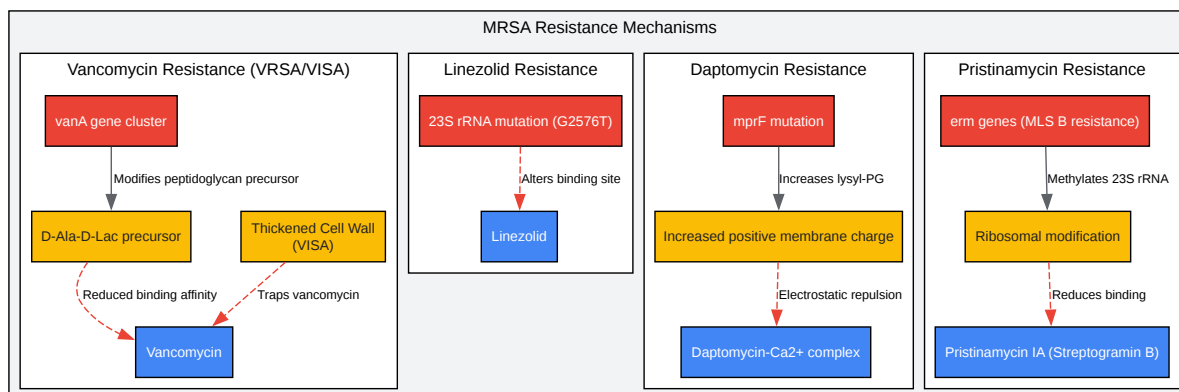 MRSA Resistance Mechanisms
Vancomycin Resistance (VRSA/VISA)
vanA gene cluster
Modifies peptidoglycan precursor
D-Ala-D-Lac precursor
Thickened Cell Wall
(VISA)
Reduced binding affinity
Traps vancomycin
Vancomycin
Linezolid Resistance
23S rRNA mutation (G2576T)
Alters binding site
Linezolid
Daptomycin Resistance
mprF mutation
Increases lysyl-PG
Increased positive membrane charge
Electrostatic repulsion
Daptomycin-Ca2+ complex
Pristinamycin Resistance
erm genes (MLS B resistance)
Methylates 23S rRNA
Ribosomal modification
Reduces binding
Pristinamycin IA (Streptogramin B)